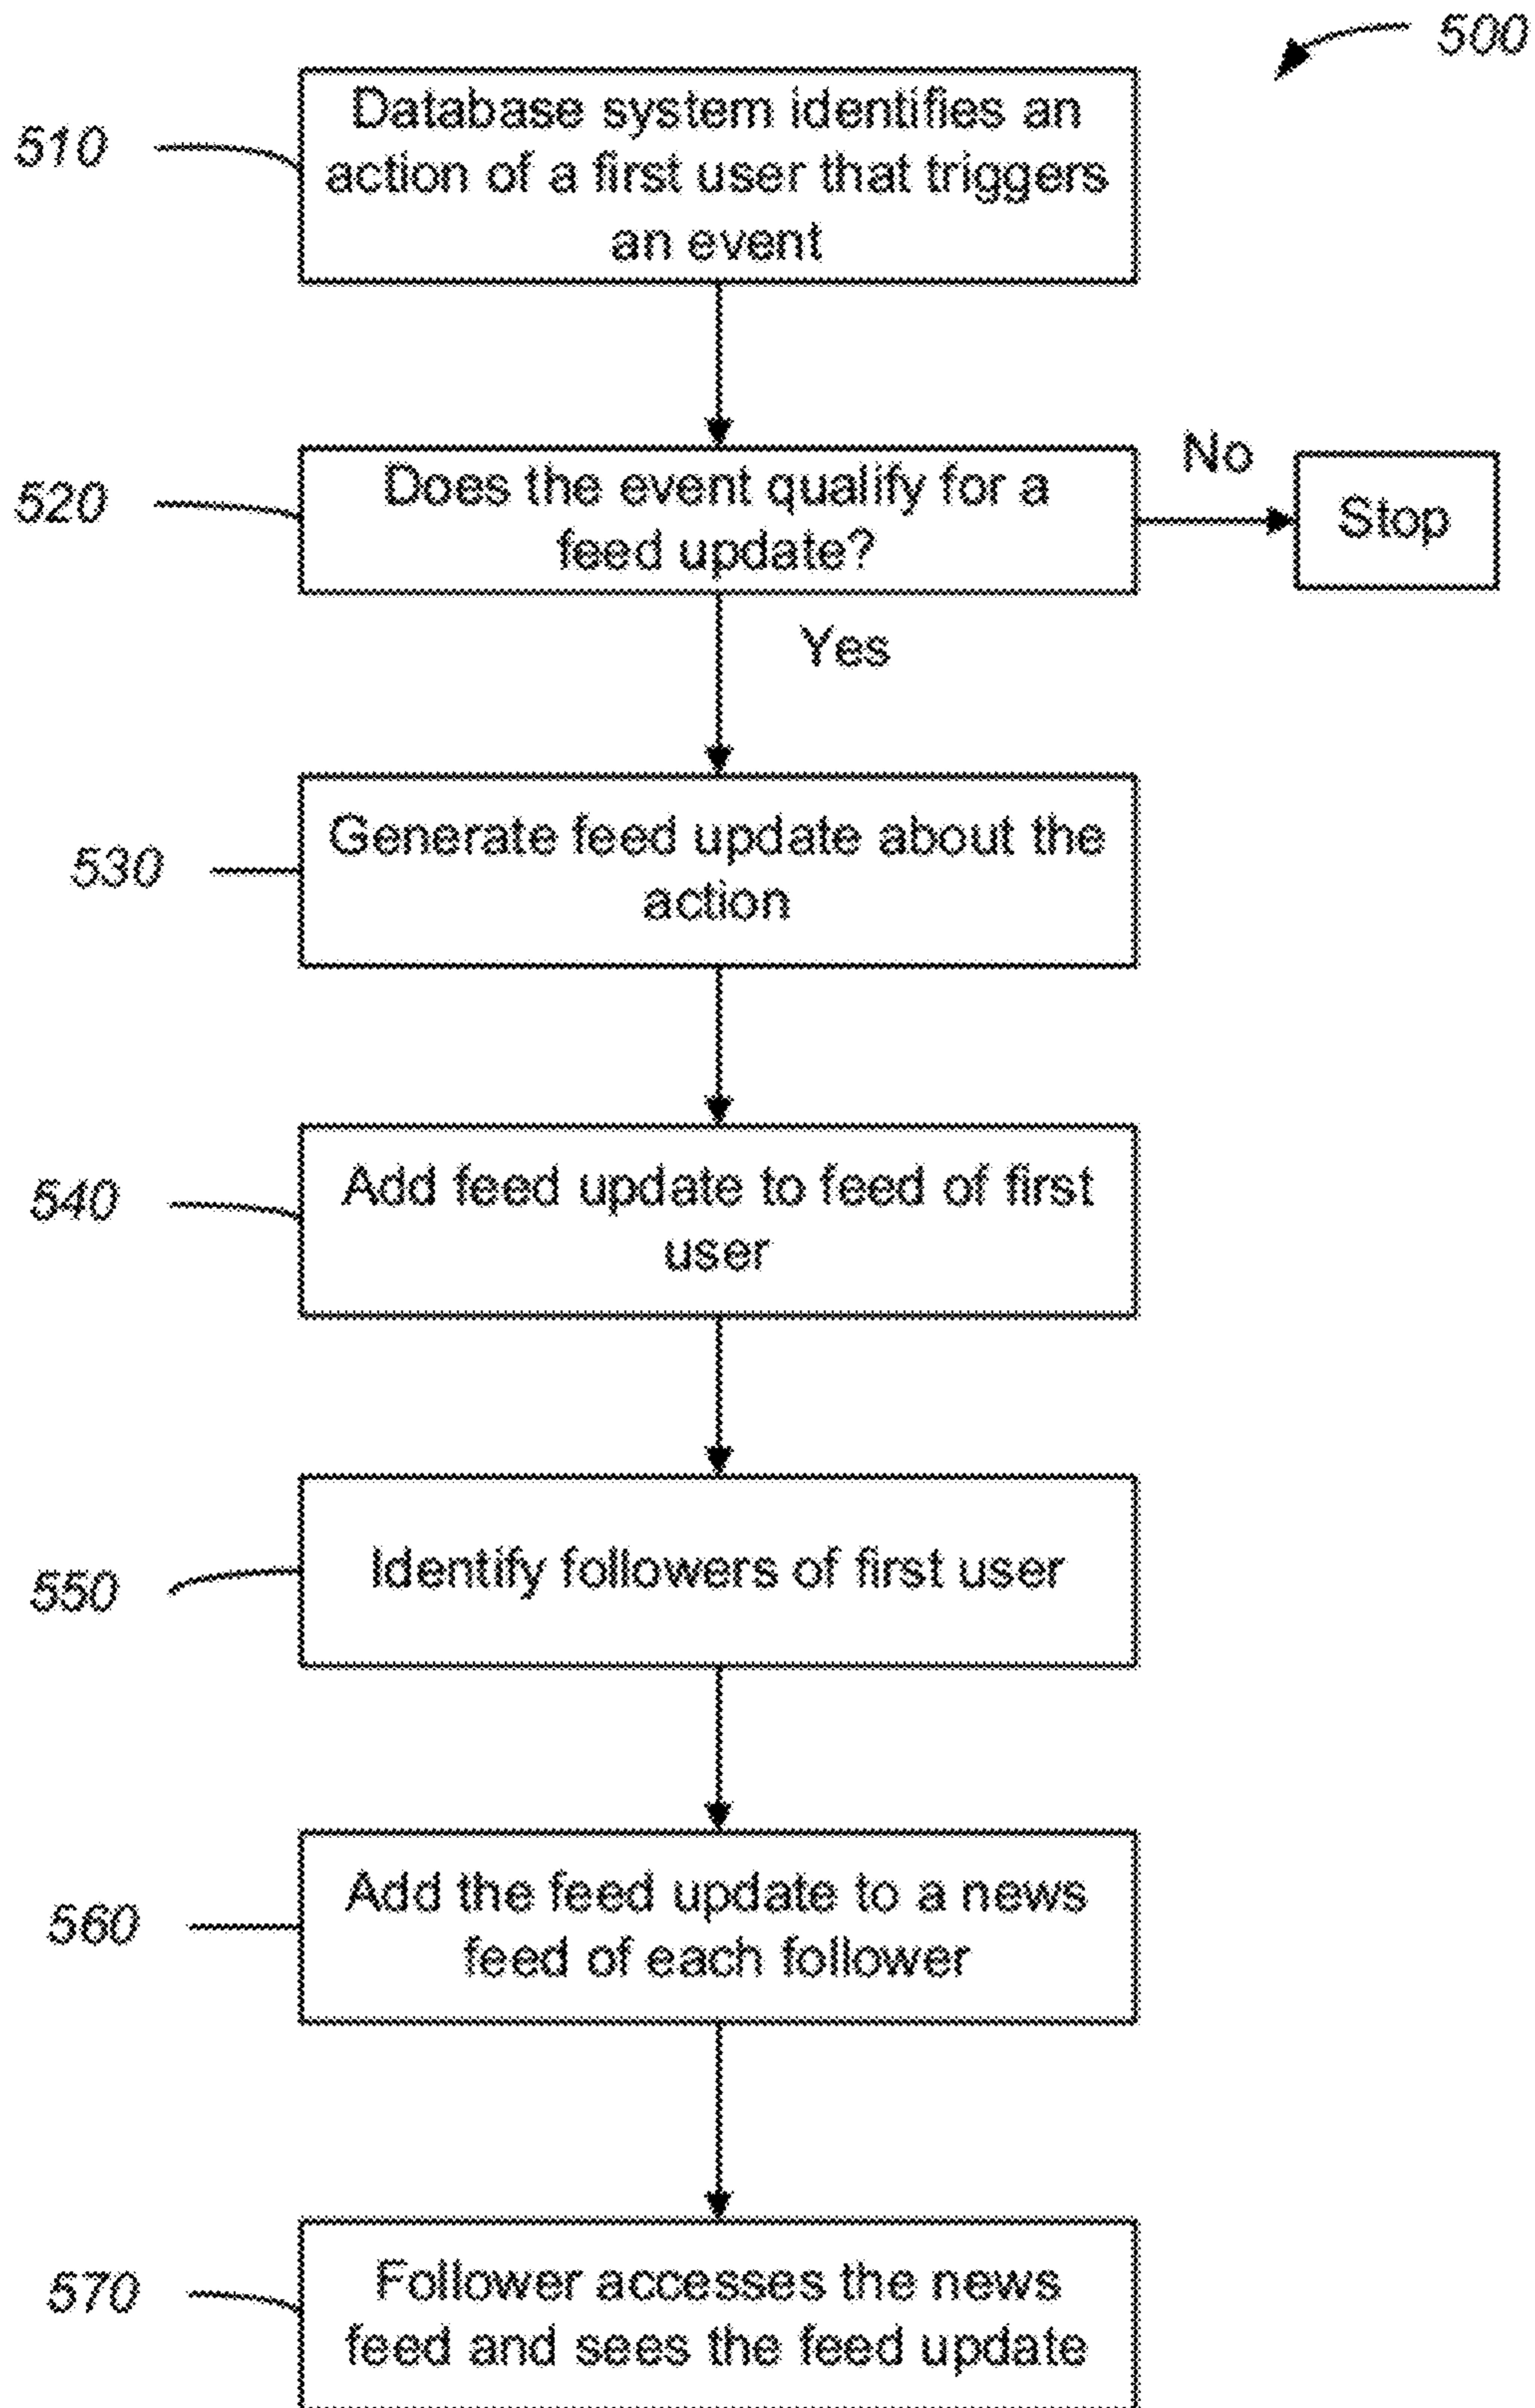 500
510
Database system identifies an
action of a first user that triggers
an event
520
Does the event qualify for a
feed update?
No
Stop
Yes
530
Generate feed update about the
action
540
Add feed update to feed of first
user
550
Identify followers of first user
560
Add the feed update to a news
feed of each follower
570
Follower accesses the news
feed and sees the feed update